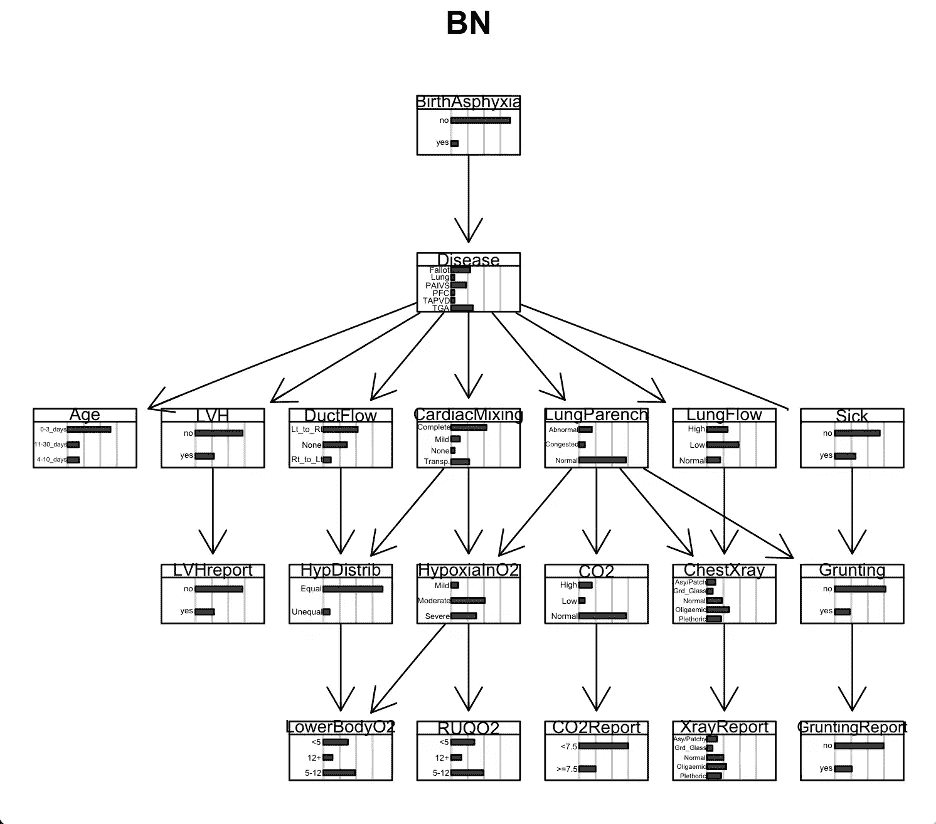 BN
BirthAsphyxia
no
yes
Disease
Fallot
Lung
PAIVS
PFC
TAPVD
TGA
Age
0-3_days
11-30_days
4-10_days
LVH
no
yes
DuctFlow
Lt_to_Rt
None
Rt_to_Lt
CardiacMixing
Complete
Mild
None
Transp.
LungParench
Abnormal
Congested
Normal
LungFlow
High
Low
Normal
Sick
no
yes
LVHreport
no
yes
HypDistrib
Equal
Unequal
HypoxiaInO2
Mild
Moderate
Severe
CO2
High
Low
Normal
ChestXray
Asy/Patch
Grd_Glass
Normal
Oligaemic
Plethoric
Grunting
no
yes
LowerBodyO2
<5
12+
5-12
RUQO2
<5
12+
5-12
CO2Report
<7.5
>=7.5
XrayReport
Asy/Patchy
Grd_Glass
Normal
Oligaemic
Plethoric
GruntingReport
no
yes